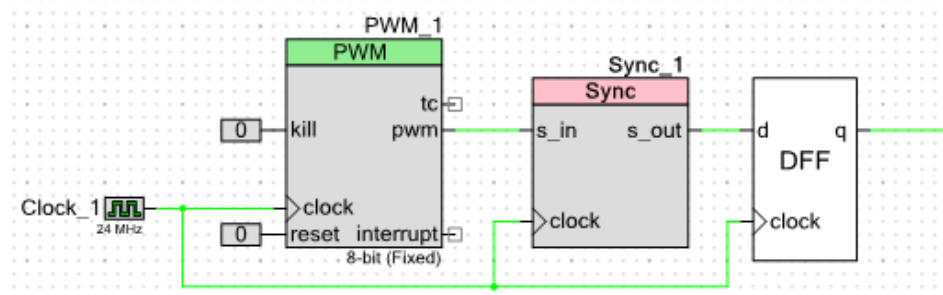 PWM_1
PWM
Sync_1
Sync
tc
0
kill
pwm
s_in
s_out
d
q
DFF
Clock_1
24 MHz
clock
clock
clock
0
reset
interrupt
8-bit (Fixed)